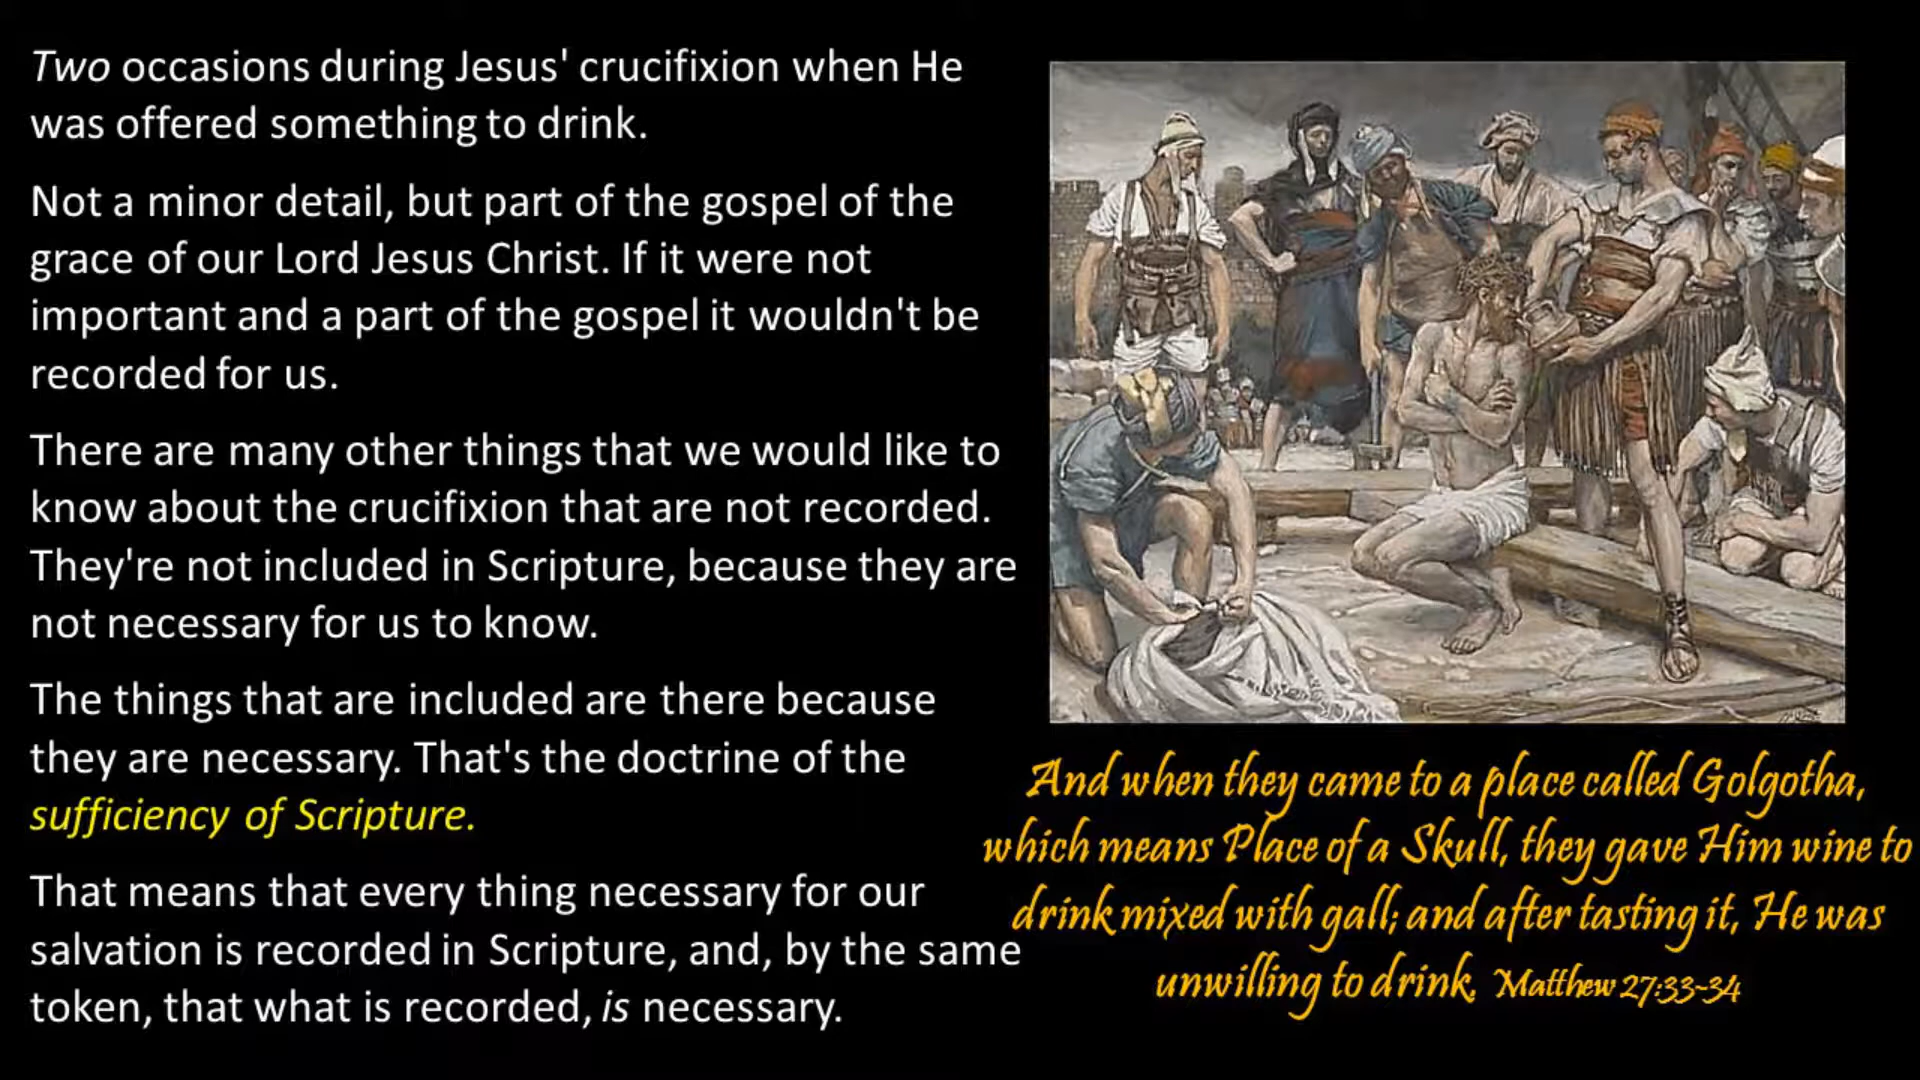 Two occasions during Jesus' crucifixion when He
was offered something to drink.
Not a minor detail, but part of the gospel of the
grace of our Lord Jesus Christ. If it were not
important and a part of the gospel it wouldn't be
recorded for us.
There are many other things that we would like to
know about the crucifixion that are not recorded.
They're not included in Scripture, because they are
not necessary for us to know.
The things that are included are there because
they are necessary. That's the doctrine of the
sufficiency of Scripture.
That means that every thing necessary for our
salvation is recorded in Scripture, and, by the same
token, that what is recorded, is necessary.
And when they came to a place called Golgotha,
which means Place of a Skull, they gave Him wine to
drink mixed with gall; and after tasting it, He was
unwilling to drink. Matthew 27:33-34